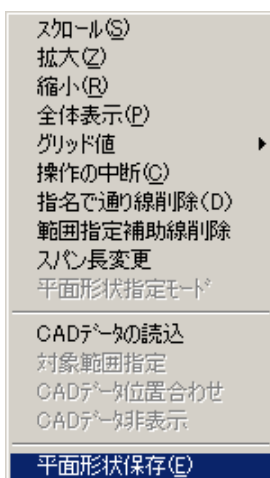 スクロール(S)
拡大(Z)
縮小(R)
全体表示(P)
グリッド値
操作の中断(C)
指名で通り線削除(D)
範囲指定補助線削除
スパン長変更
平面形状指定ﾓｰﾄﾞ
CADﾃﾞｰﾀの読込
対象範囲指定
CADﾃﾞｰﾀ位置合わせ
CADﾃﾞｰﾀ非表示
平面形状保存(E)